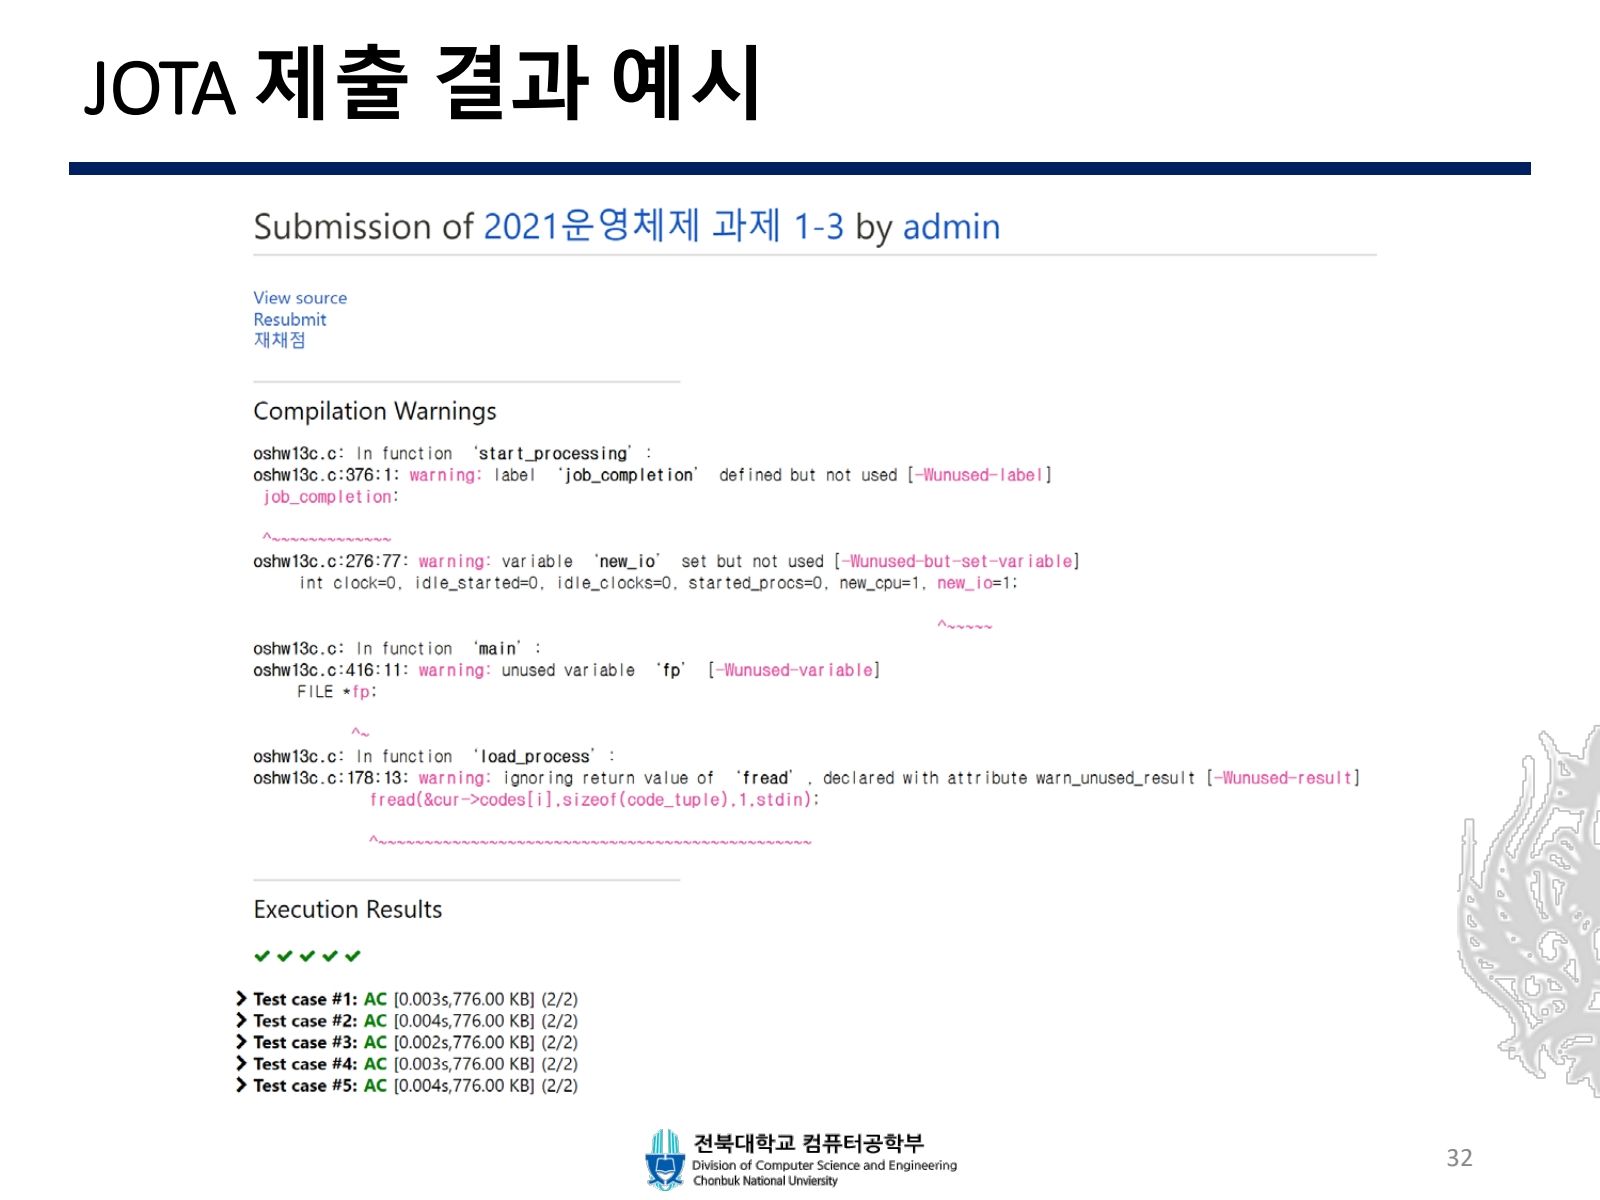 JOTA 제출 결과 예시
Submission of 2021운영체제 과제 1-3 by admin
View source
Resubmit
재채점
Compilation Warnings
oshw13c.c: In function ‘start_processing’ :
oshw13c.c:376:1: warning: label ‘job_completion’ defined but not used [-Wunused-label]
job_completion:
^~~~~~~~~~~~~~
oshw13c.c:276:77: warning: variable ‘new_io’ set but not used [-Wunused-but-set-variable]
int clock=0, idle_started=0, idle_clocks=0, started_procs=0, new_cpu=1, new_io=1;
^~~~~~
oshw13c.c: In function ‘main’ :
oshw13c.c:416:11: warning: unused variable ‘fp’ [-Wunused-variable]
FILE *fp;
^~
oshw13c.c: In function ‘load_process’ :
oshw13c.c:178:13: warning: ignoring return value of ‘fread’, declared with attribute warn_unused_result [-Wunused-result]
fread(&cur->codes[i],sizeof(code_tuple),1,stdin);
^~~~~~~~~~~~~~~~~~~~~~~~~~~~~~~~~~~~~~~~~~~~~~~~
Execution Results
✔ ✔ ✔ ✔ ✔
Test case #1: AC [0.003s,776.00 KB] (2/2)
Test case #2: AC [0.004s,776.00 KB] (2/2)
Test case #3: AC [0.002s,776.00 KB] (2/2)
Test case #4: AC [0.003s,776.00 KB] (2/2)
Test case #5: AC [0.004s,776.00 KB] (2/2)
전북대학교 컴퓨터공학부
Division of Computer Science and Engineering
Chonbuk National Unviersity
32